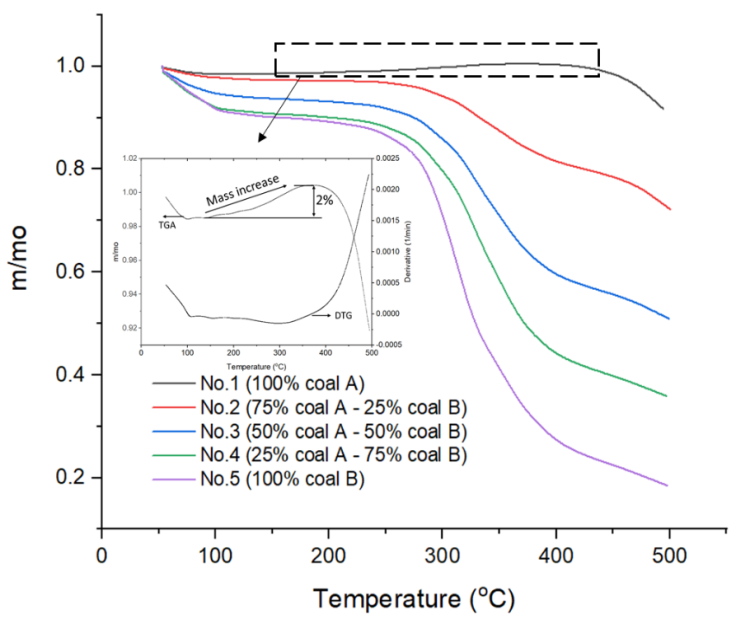 1.0
0.8
0.6
0.4
0.2
m/mo
0
100
200
300
400
500
Temperature (°C)
1.02
1.00
0.98
0.96
0.94
0.92
m/mo
0
100
200
300
400
500
Temperature (°C)
0.0025
0.0020
0.0015
0.0010
0.0005
0.0000
-0.0005
Derivative (1/min)
Mass increase
2%
TGA
DTG
No.1 (100% coal A)
No.2 (75% coal A - 25% coal B)
No.3 (50% coal A - 50% coal B)
No.4 (25% coal A - 75% coal B)
No.5 (100% coal B)